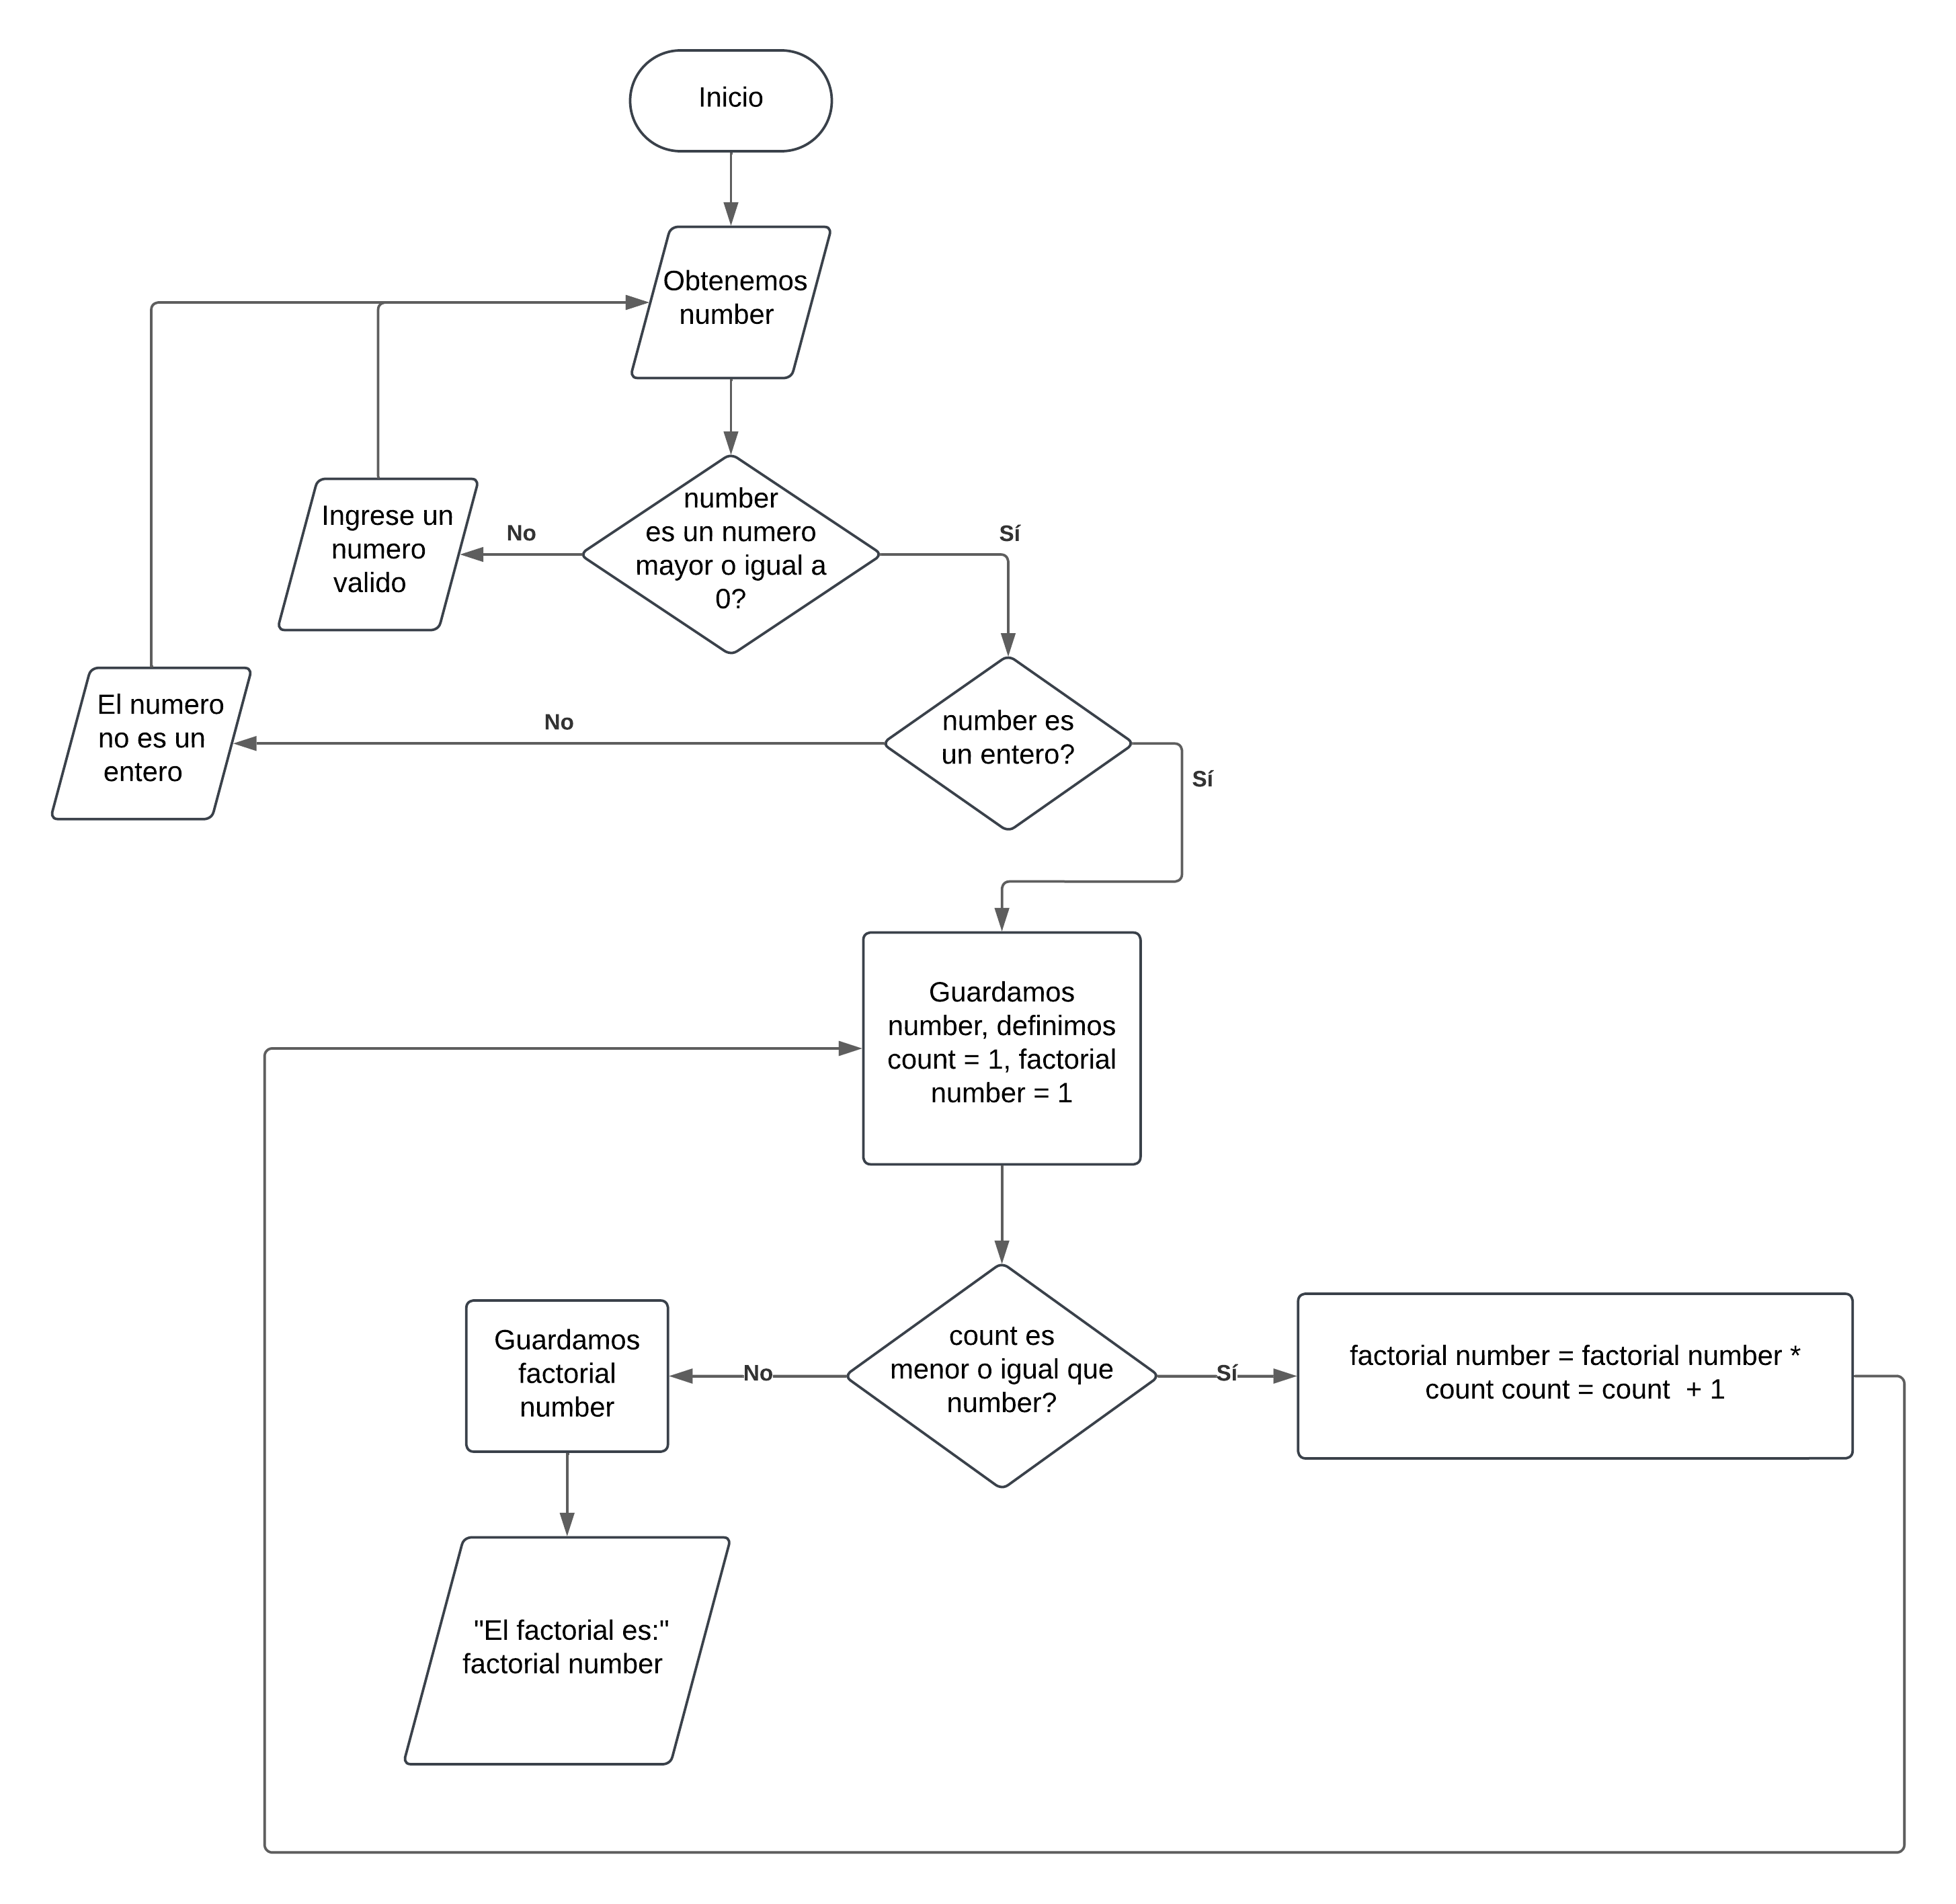 Inicio
Obtenemos
number
number
es un numero
mayor o igual a
0?
No
Sí
Ingrese un
numero
valido
number es
un entero?
No
Sí
El numero
no es un
entero
Guardamos
number, definimos
count = 1, factorial
number = 1
count es
menor o igual que
number?
No
Sí
Guardamos
factorial
number
factorial number = factorial number *
count count = count  + 1
"El factorial es:"
factorial number